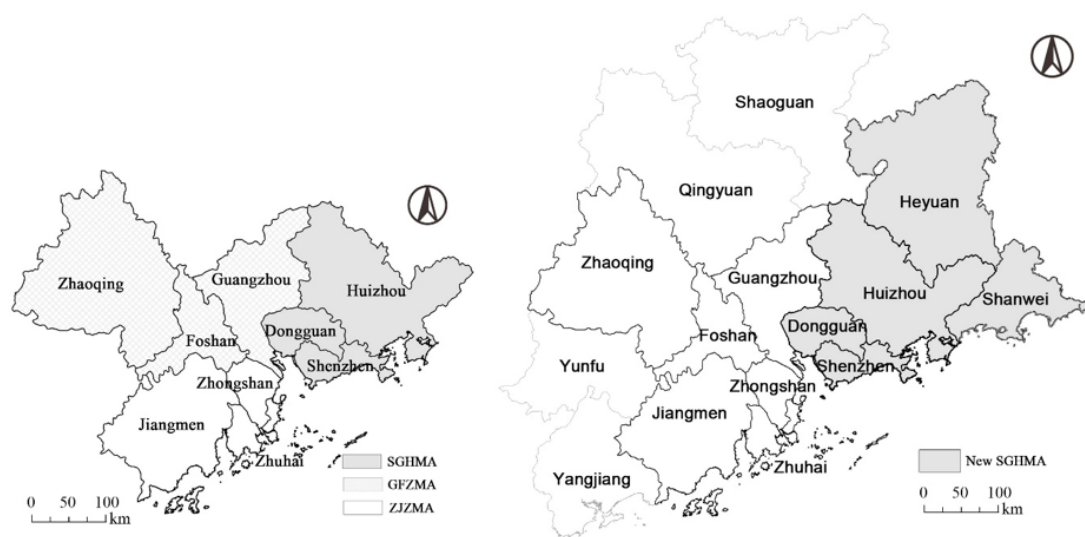 Zhaoqing
Guangzhou
Huizhou
Dongguan
Foshan
Shenzhen
Zhongshan
Jiangmen
Zhuhai
SGHMA
GFZMA
ZJZMA
0 50 100
km
Shaoguan
Qingyuan
Heyuan
Zhaoqing
Guangzhou
Huizhou
Shanwei
Dongguan
Foshan
Yunfu
Shenzhen
Zhongshan
Jiangmen
Zhuhai
Yangjiang
New SGHMA
0 50 100
km